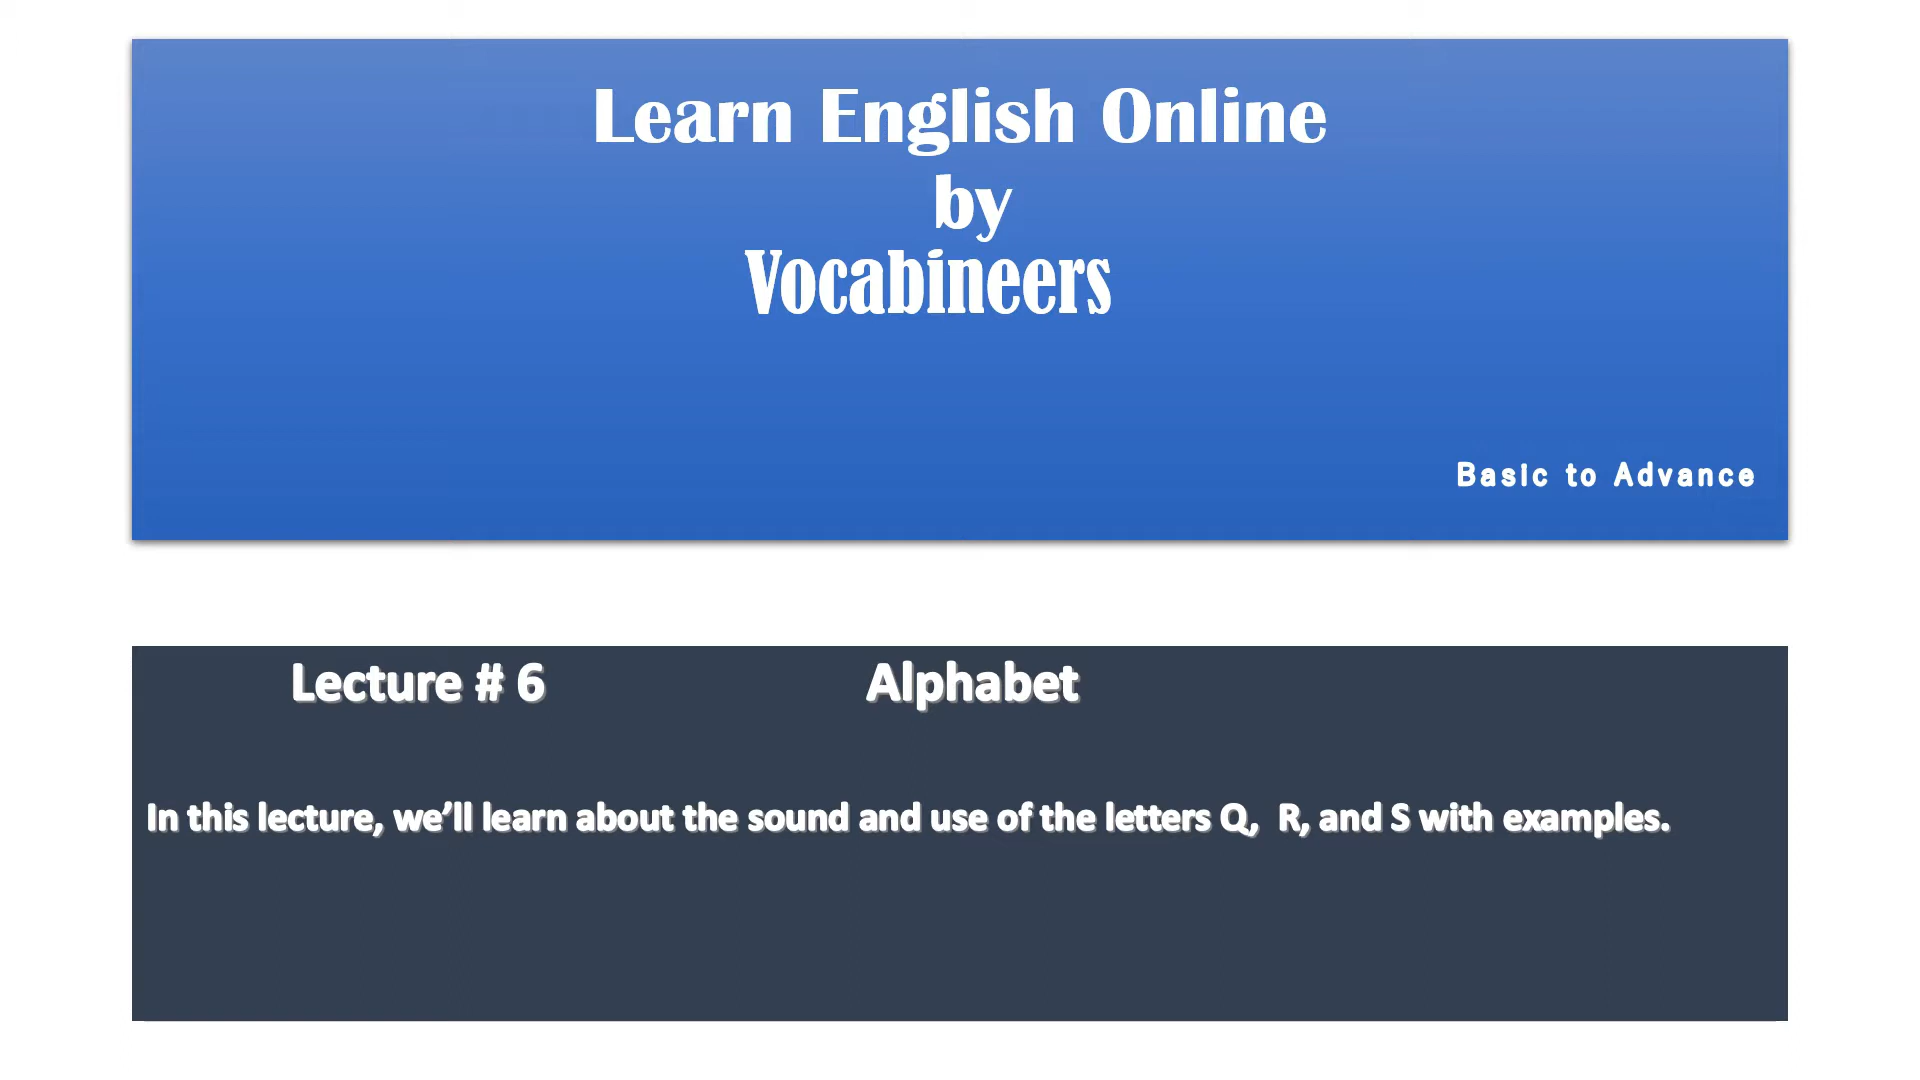 Learn English Online
by
Vocabineers
Basic to Advance
Lecture # 6 Alphabet
In this lecture, we’ll learn about the sound and use of the letters Q, R, and S with examples.